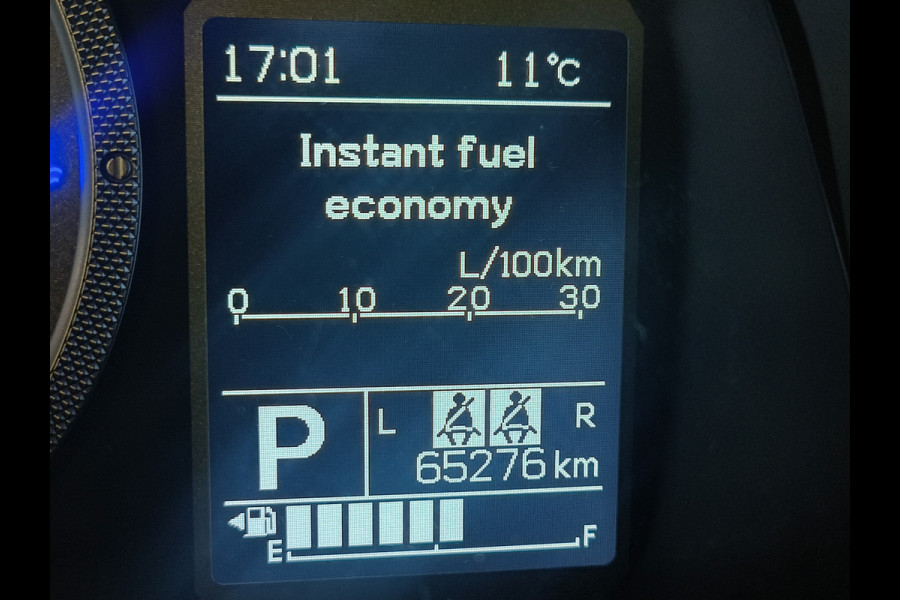 17:01 11°C
Instant fuel
economy
L/100km
0 10 20 30
P L R
65276 km
E F